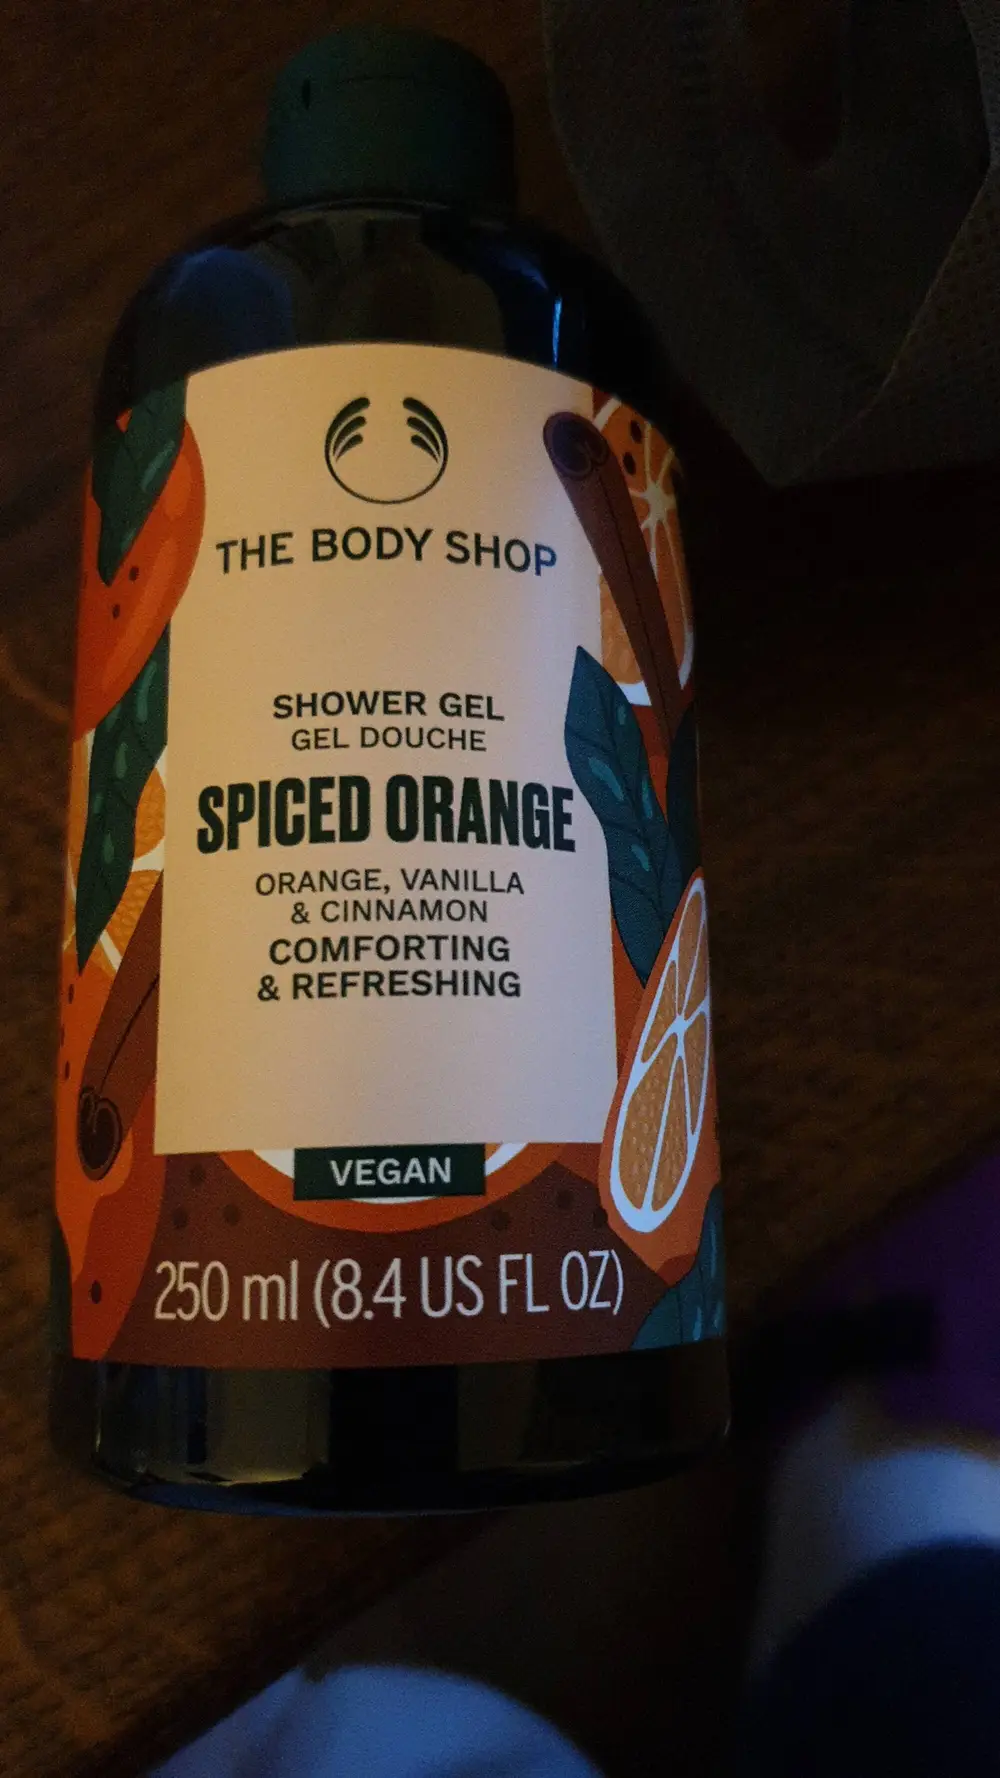 THE BODY SHOP
SHOWER GEL
GEL DOUCHE
SPICED ORANGE
ORANGE, VANILLA
& CINNAMON
COMFORTING
& REFRESHING
VEGAN
250 ml (8.4 US FL OZ)